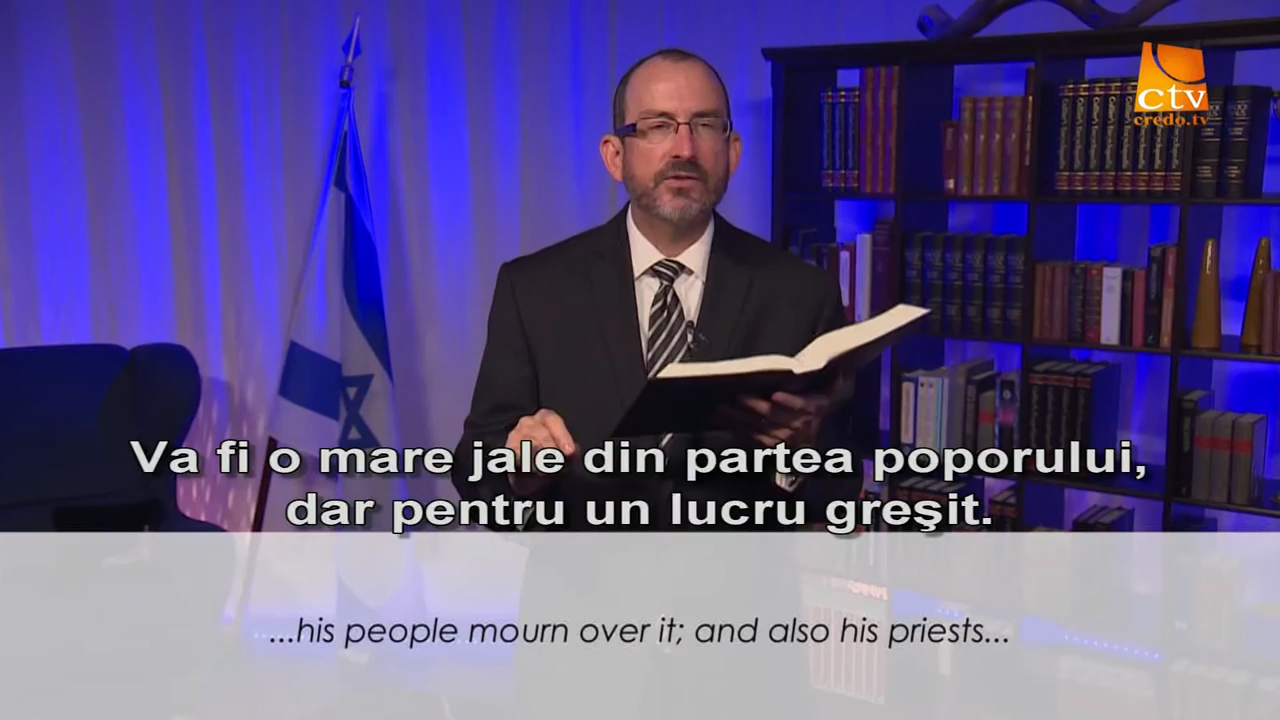 ctv
credo.tv
Va fi o mare jale din partea poporului,
dar pentru un lucru greşit.
...his people mourn over it; and also his priests...